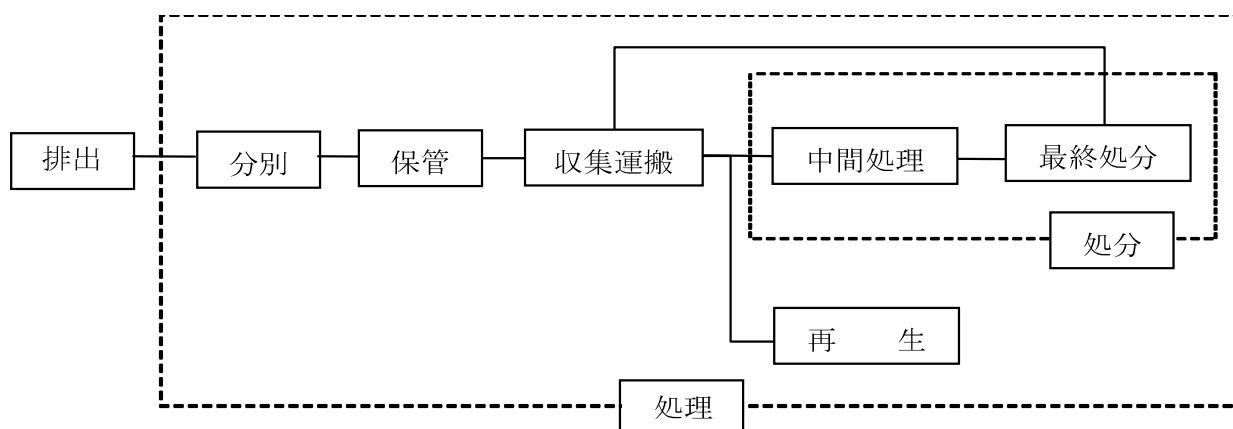 排出
分別
保管
収集運搬
中間処理
最終処分
処分
再　生
処理